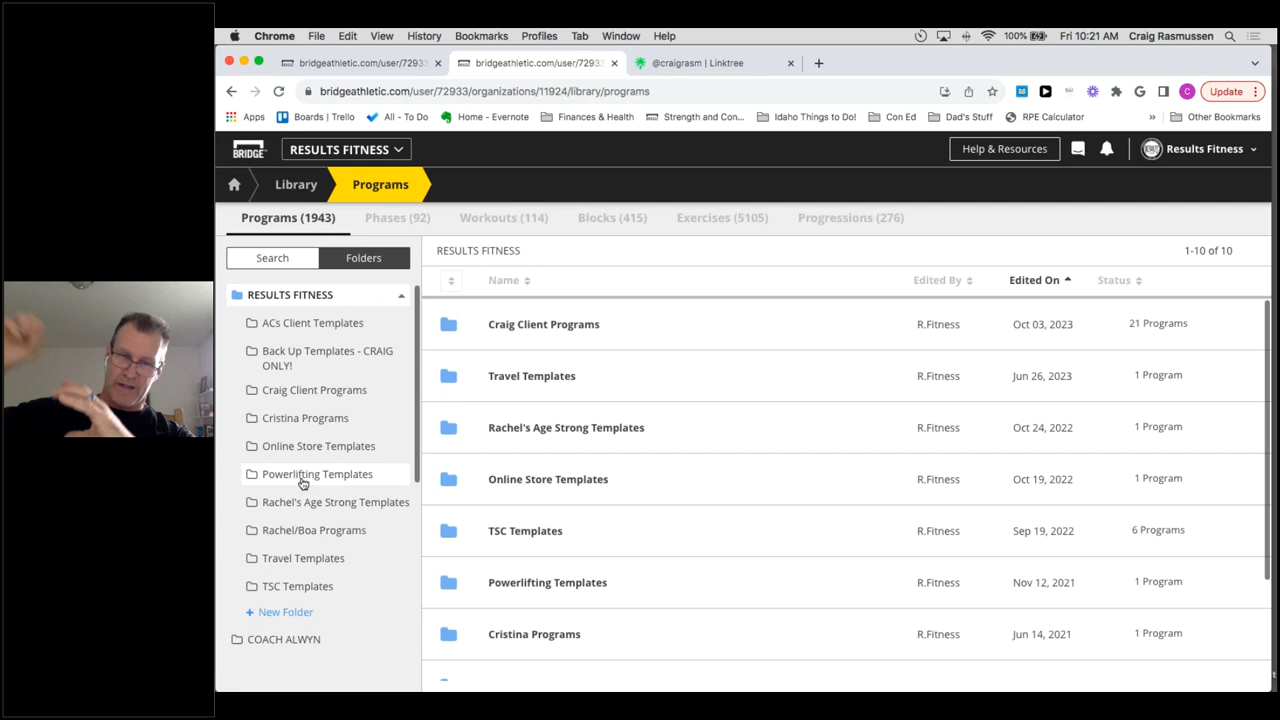 Chrome File Edit View History Bookmarks Profiles Tab Window Help 100% Fri 10:21 AM Craig Rasmussen
bridgeathletic.com/user/72933 bridgeathletic.com/user/72933 @craigrasm | Linktree
bridgeathletic.com/user/72933/organizations/11924/library/programs Update
Apps Boards | Trello All - To Do Home - Evernote Finances & Health Strength and Con... Idaho Things to Do! Con Ed Dad's Stuff RPE Calculator » Other Bookmarks
BRIDGE RESULTS FITNESS Help & Resources Results Fitness
Library Programs
Programs (1943) Phases (92) Workouts (114) Blocks (415) Exercises (5105) Progressions (276)
Search Folders RESULTS FITNESS 1-10 of 10
Name Edited By Edited On Status
RESULTS FITNESS
ACs Client Templates
Back Up Templates - CRAIG
ONLY!
Craig Client Programs
Cristina Programs
Online Store Templates
Powerlifting Templates
Rachel's Age Strong Templates
Rachel/Boa Programs
Travel Templates
TSC Templates
+ New Folder
COACH ALWYN
Craig Client Programs R.Fitness Oct 03, 2023 21 Programs
Travel Templates R.Fitness Jun 26, 2023 1 Program
Rachel's Age Strong Templates R.Fitness Oct 24, 2022 1 Program
Online Store Templates R.Fitness Oct 19, 2022 1 Program
TSC Templates R.Fitness Sep 19, 2022 6 Programs
Powerlifting Templates R.Fitness Nov 12, 2021 1 Program
Cristina Programs R.Fitness Jun 14, 2021 1 Program